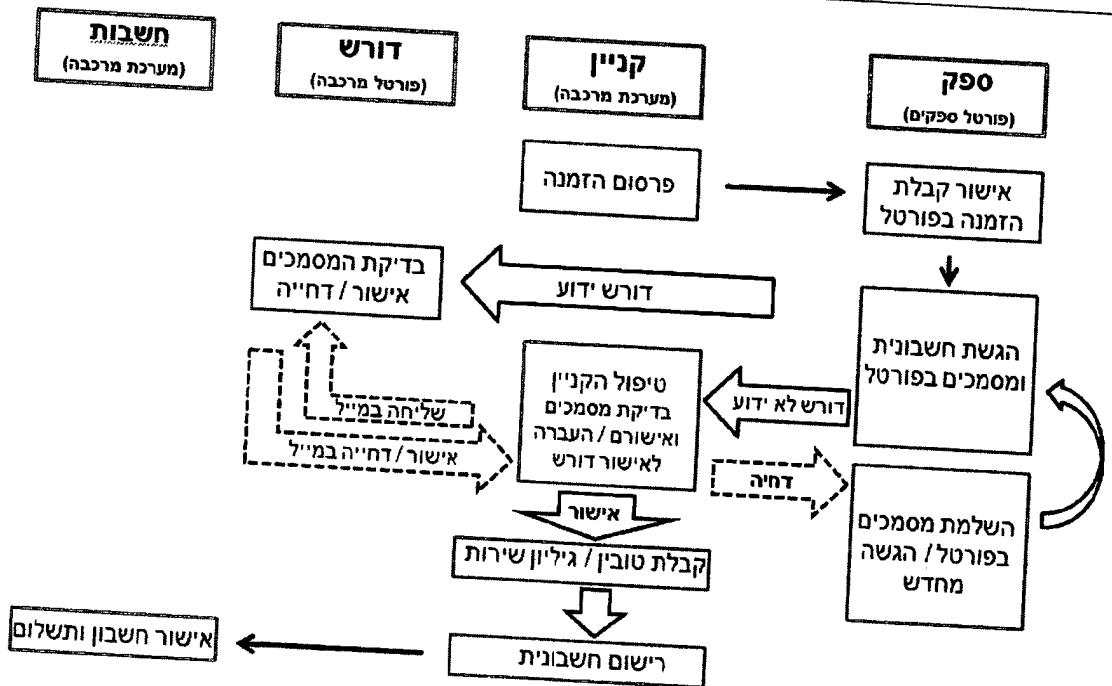 ספק
(פורטל ספקים)
קניין
(מערכת מרכבה)
דורש
(פורטל מרכבה)
חשבות
(מערכת מרכבה)
פרסום הזמנה
אישור קבלת
הזמנה בפורטל
בדיקת המסמכים
אישור / דחייה
דורש ידוע
הגשת חשבונית
ומסמכים בפורטל
דורש לא ידוע
טיפול הקניין
בדיקת מסמכים
ואישורם / העברה
לאישור דורש
שליחה במייל
אישור / דחייה במייל
דחיה
השלמת מסמכים
בפורטל / הגשה
מחדש
אישור
קבלת טובין / גיליון שירות
רישום חשבונית
אישור חשבון ותשלום